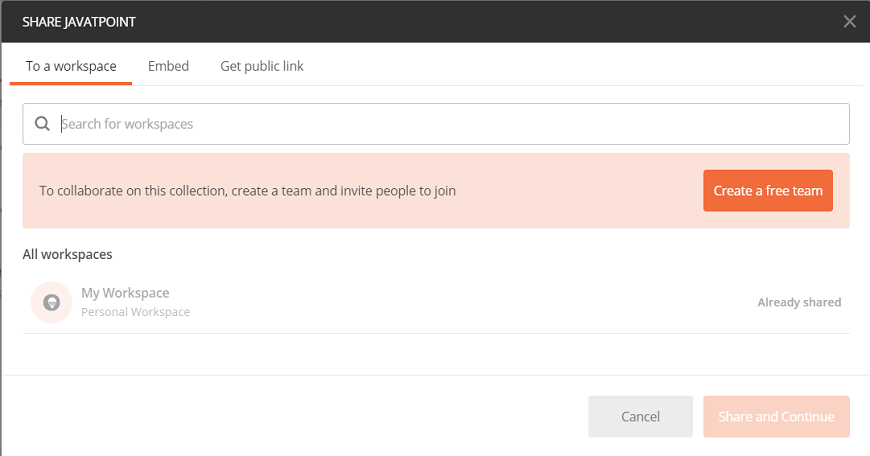 SHARE JAVATPOINT
To a workspace Embed Get public link
Search for workspaces
To collaborate on this collection, create a team and invite people to join Create a free team
All workspaces
My Workspace
Personal Workspace
Already shared
Cancel Share and Continue